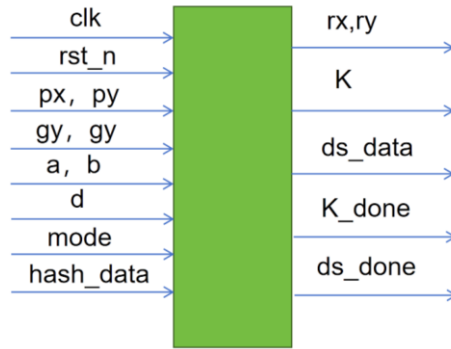 clk
rst_n
px, py
gy, gy
a, b
d
mode
hash_data
rx,ry
K
ds_data
K_done
ds_done